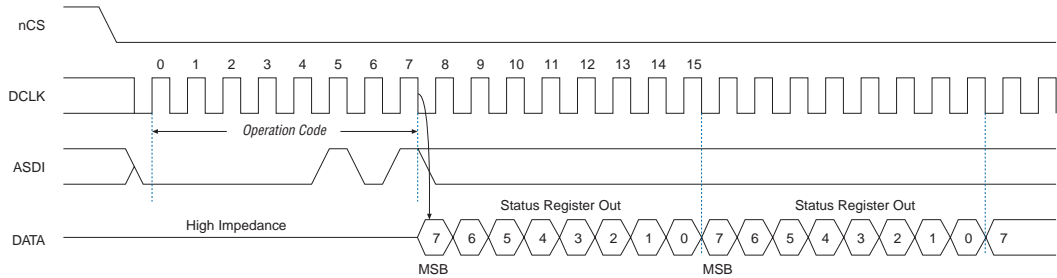 nCS
0 1 2 3 4 5 6 7 8 9 10 11 12 13 14 15
DCLK
Operation Code
ASDI
High Impedance
Status Register Out Status Register Out
DATA 7 6 5 4 3 2 1 0 7 6 5 4 3 2 1 0 7
MSB MSB